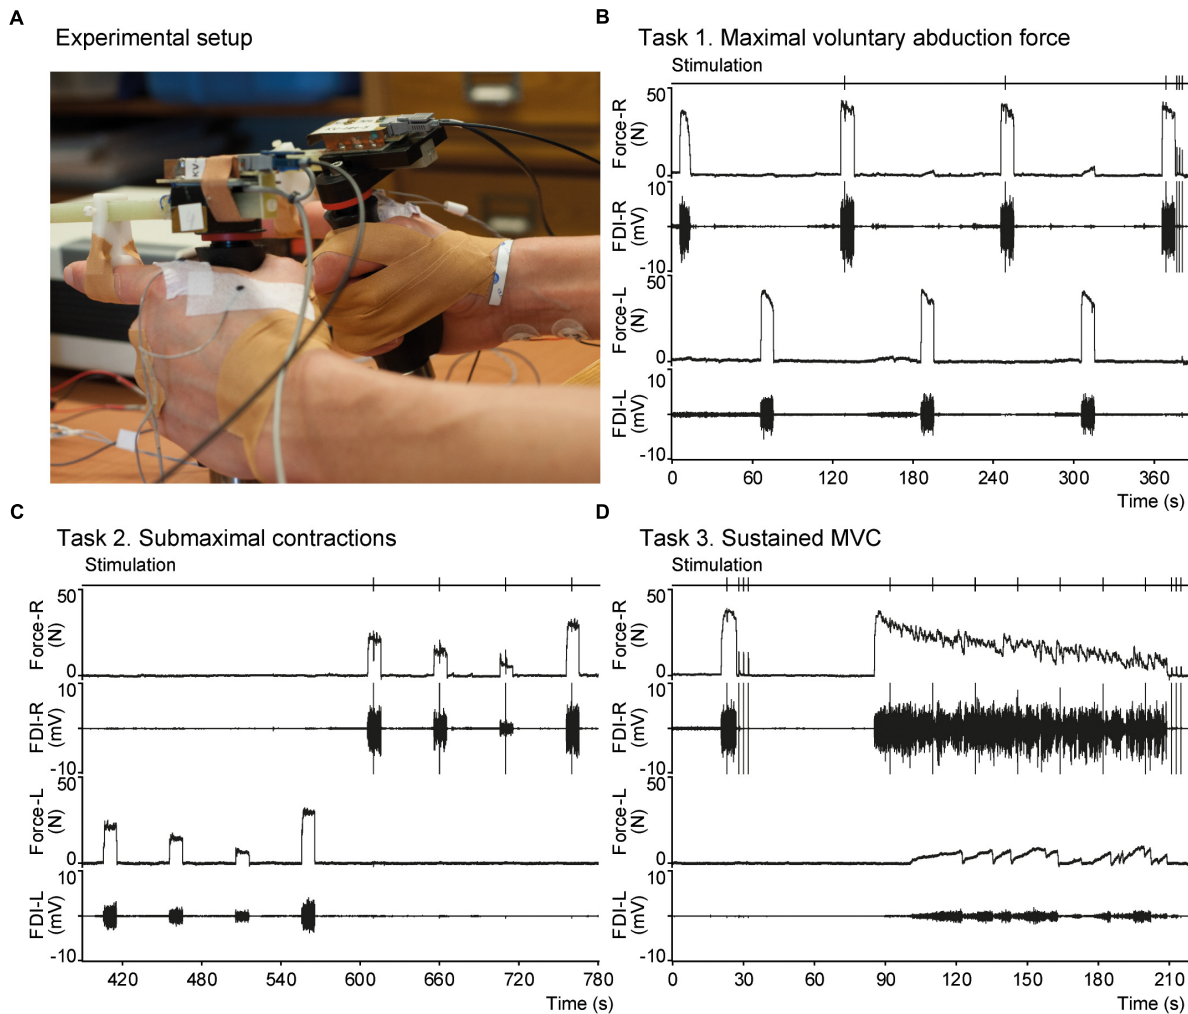 A
Experimental setup
B
Task 1. Maximal voluntary abduction force
Stimulation
50
Force-R
(N)
0
10
FDI-R
(mV)
-10
50
Force-L
(N)
0
10
FDI-L
(mV)
-10
0 60 120 180 240 300 360
Time (s)
C
Task 2. Submaximal contractions
Stimulation
50
Force-R
(N)
0
10
FDI-R
(mV)
-10
50
Force-L
(N)
0
10
FDI-L
(mV)
-10
420 480 540 600 660 720 780
Time (s)
D
Task 3. Sustained MVC
Stimulation
50
Force-R
(N)
0
10
FDI-R
(mV)
-10
50
Force-L
(N)
0
10
FDI-L
(mV)
-10
0 30 60 90 120 150 180 210
Time (s)